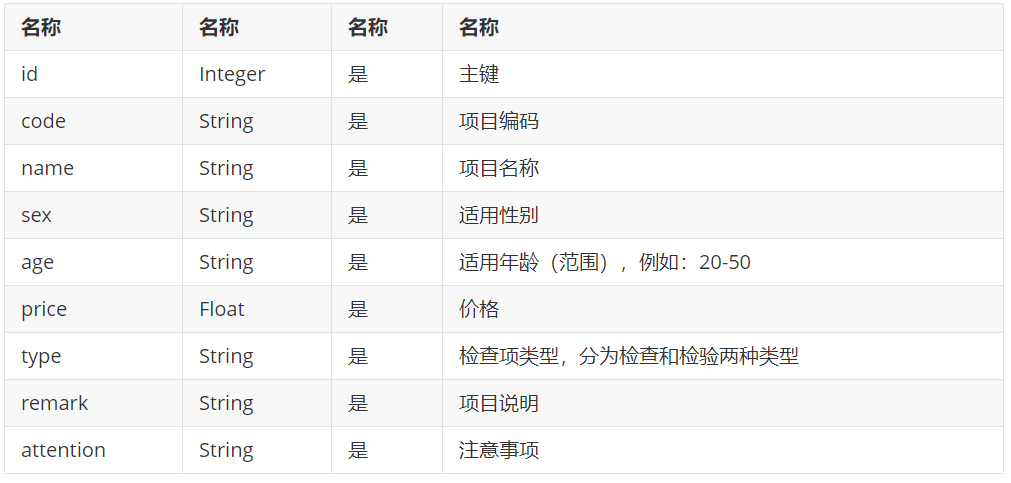 名称 名称 名称 名称
id Integer 是 主键
code String 是 项目编码
name String 是 项目名称
sex String 是 适用性别
age String 是 适用年龄（范围），例如：20-50
price Float 是 价格
type String 是 检查项类型，分为检查和检验两种类型
remark String 是 项目说明
attention String 是 注意事项